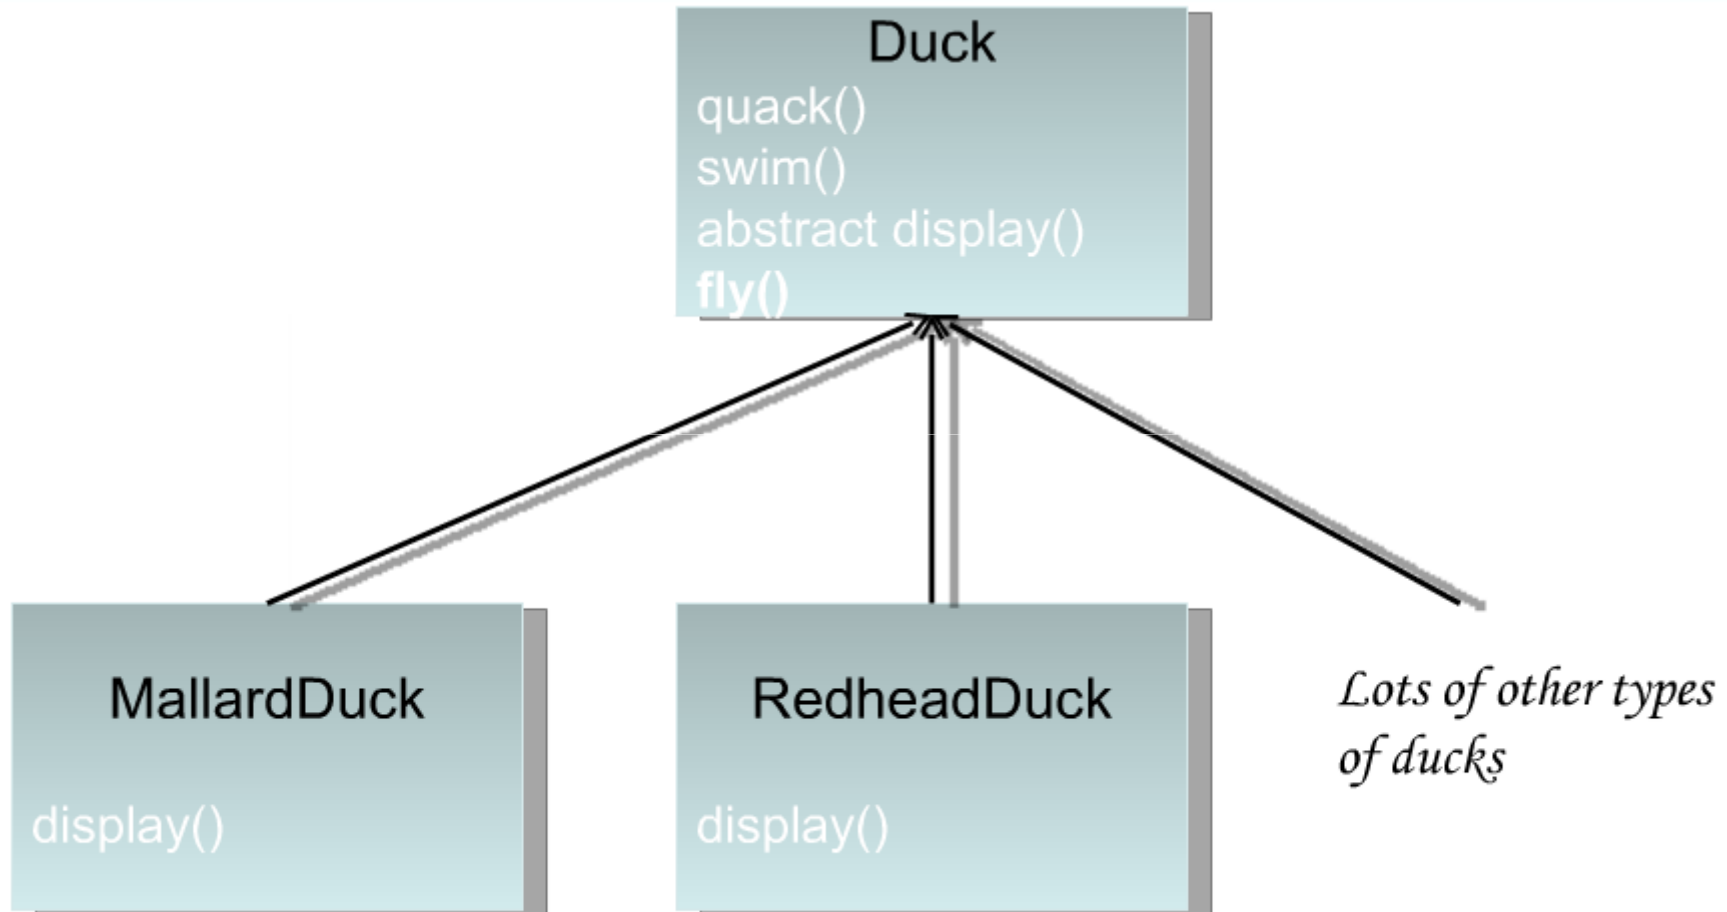 Duck
quack()
swim()
abstract display()
fly()
MallardDuck
display()
RedheadDuck
display()
Lots of other types
of ducks